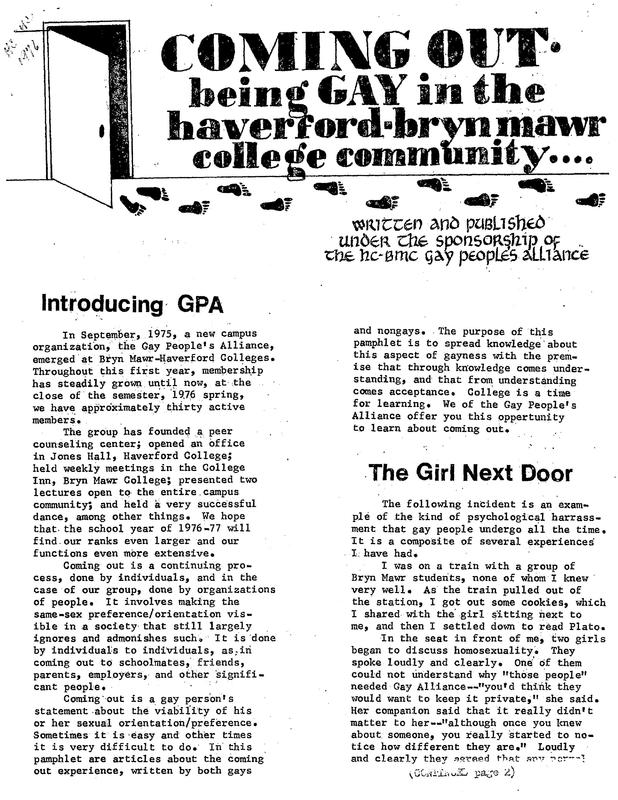 1976
COMING OUT-
being GAY in the
haverford-bryn mawr
college community....
WRITTEN AND PUBLISHED
UNDER THE SPONSORSHIP OF
THE HC-BMC GAY PEOPLES ALLIANCE
Introducing GPA
In September, 1975, a new campus
organization, the Gay People's Alliance,
emerged at Bryn Mawr-Haverford Colleges.
Throughout this first year, membership
has steadily grown until now, at the
close of the semester, 1976 spring,
we have approximately thirty active
members.
The group has founded a peer
counseling center; opened an office
in Jones Hall, Haverford College;
held weekly meetings in the College
Inn, Bryn Mawr College; presented two
lectures open to the entire campus
community; and held a very successful
dance, among other things. We hope
that the school year of 1976-77 will
find our ranks even larger and our
functions even more extensive.
Coming out is a continuing pro-
cess, done by individuals, and in the
case of our group, done by organizations
of people. It involves making the
same-sex preference/orientation vis-
ible in a society that still largely
ignores and admonishes such. It is done
by individuals to individuals, as in
coming out to schoolmates, friends,
parents, employers, and other signifi-
cant people.
Coming out is a gay person's
statement about the viability of his
or her sexual orientation/preference.
Sometimes it is easy and other times
it is very difficult to do. In this
pamphlet are articles about the coming
out experience, written by both gays
and nongays. The purpose of this
pamphlet is to spread knowledge about
this aspect of gayness with the prem-
ise that through knowledge comes under-
standing, and that from understanding
comes acceptance. College is a time
for learning. We of the Gay People's
Alliance offer you this opportunity
to learn about coming out.
The Girl Next Door
The following incident is an exam-
ple of the kind of psychological harrass-
ment that gay people undergo all the time.
It is a composite of several experiences
I have had.
I was on a train with a group of
Bryn Mawr students, none of whom I knew
very well. As the train pulled out of
the station, I got out some cookies, which
I shared with the girl sitting next to
me, and then I settled down to read Plato.
In the seat in front of me, two girls
began to discuss homosexuality. They
spoke loudly and clearly. One of them
could not understand why "those people"
needed Gay Alliance--"you'd think they
would want to keep it private," she said.
Her companion said that it really didn't
matter to her--"although once you knew
about someone, you really started to no-
tice how different they are." Loudly
and clearly they agreed that any normal
(CONTINUED page 2)